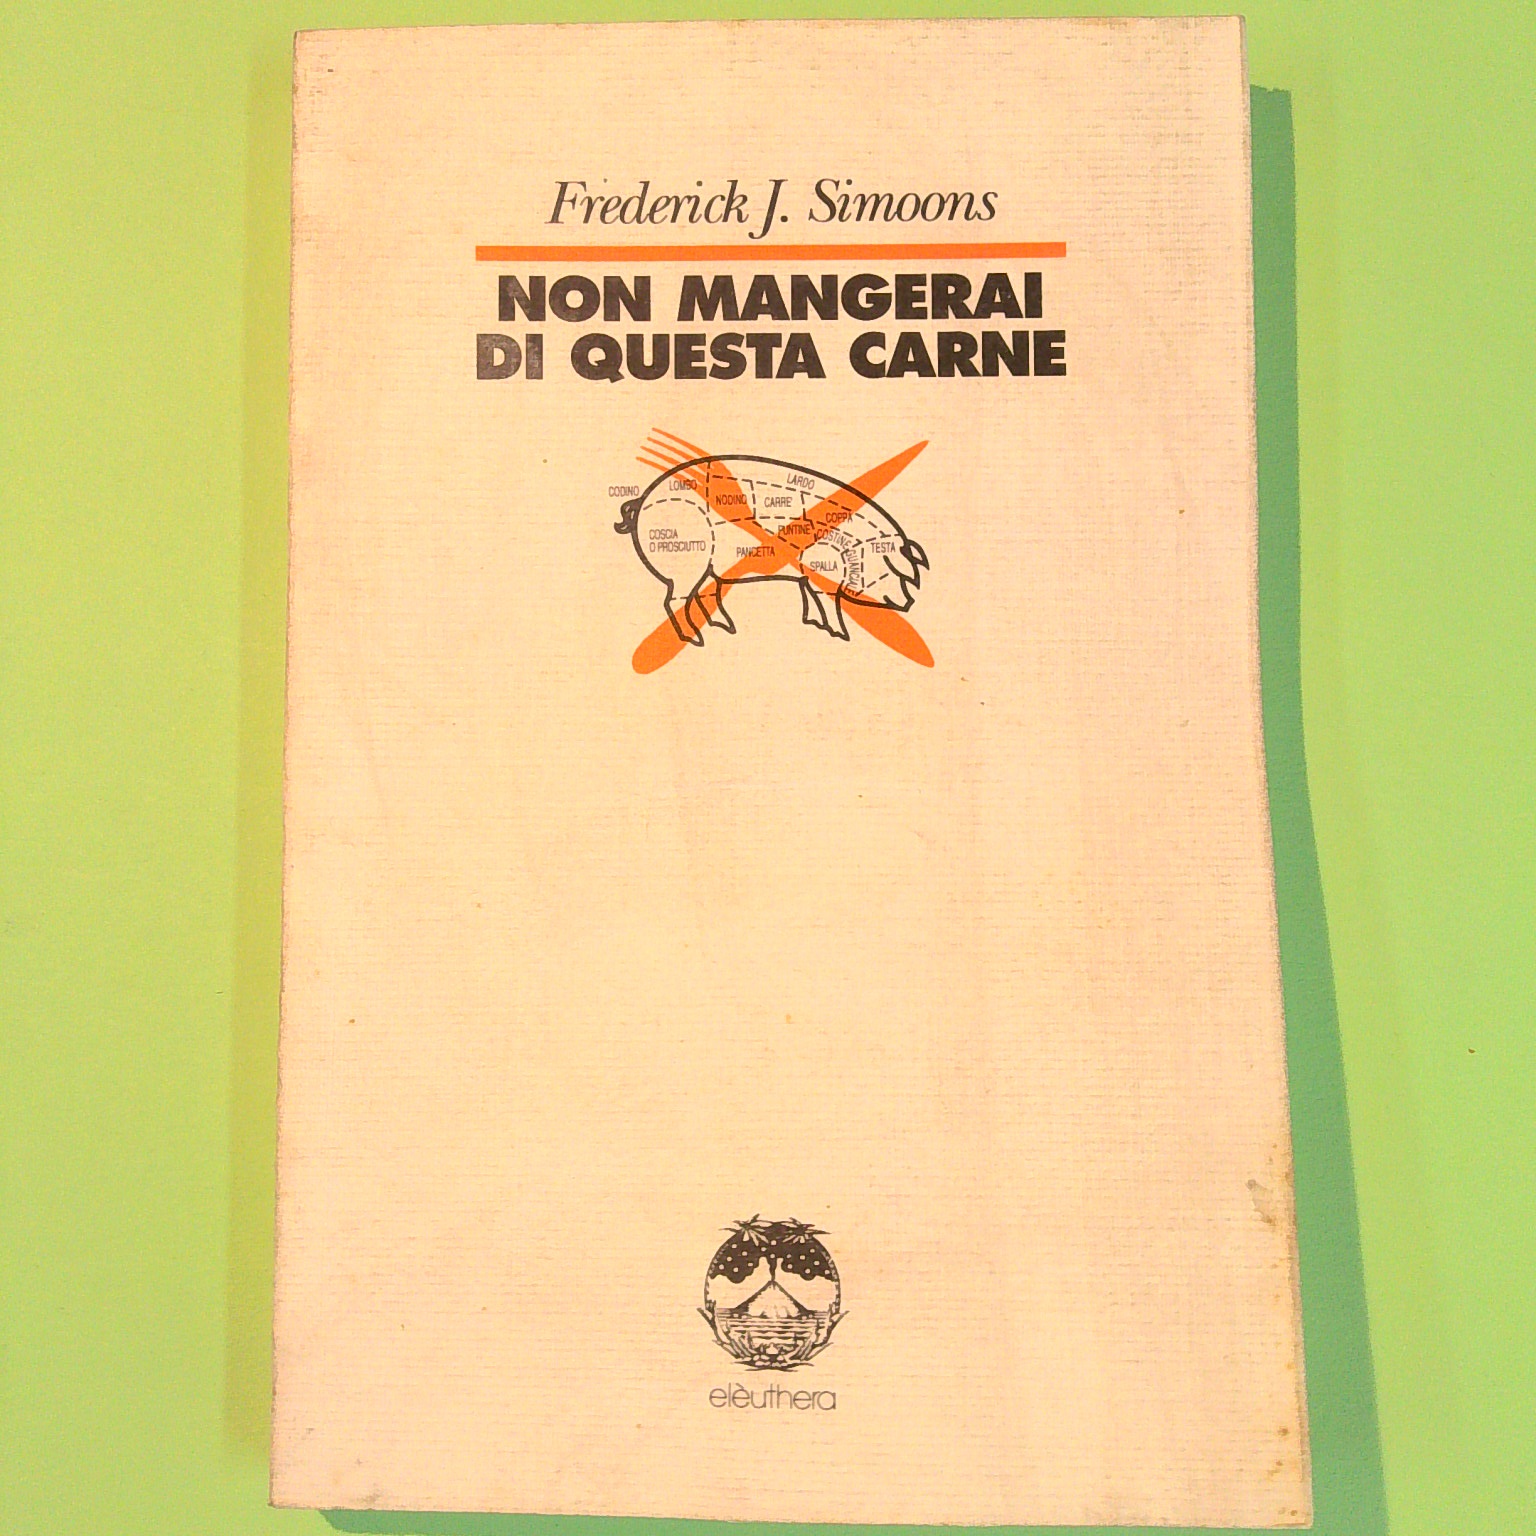 Frederick J. Simoons
NON MANGERAI
DI QUESTA CARNE
CODINO
LOMBO
NODINO
CARRE'
LARDO
COPPA
COSCIA
O PROSCIUTTO
PANCETTA
PUNTINE
COSTINE
GUANCIALE
SPALLA
TESTA
elèuthera